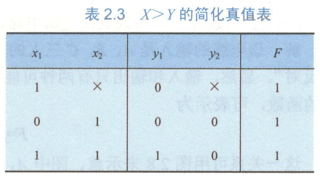 表 2.3 X>Y 的简化真值表
x₁ x₂ y₁ y₂ F
1 × 0 × 1
0 1 0 0 1
1 1 1 0 1